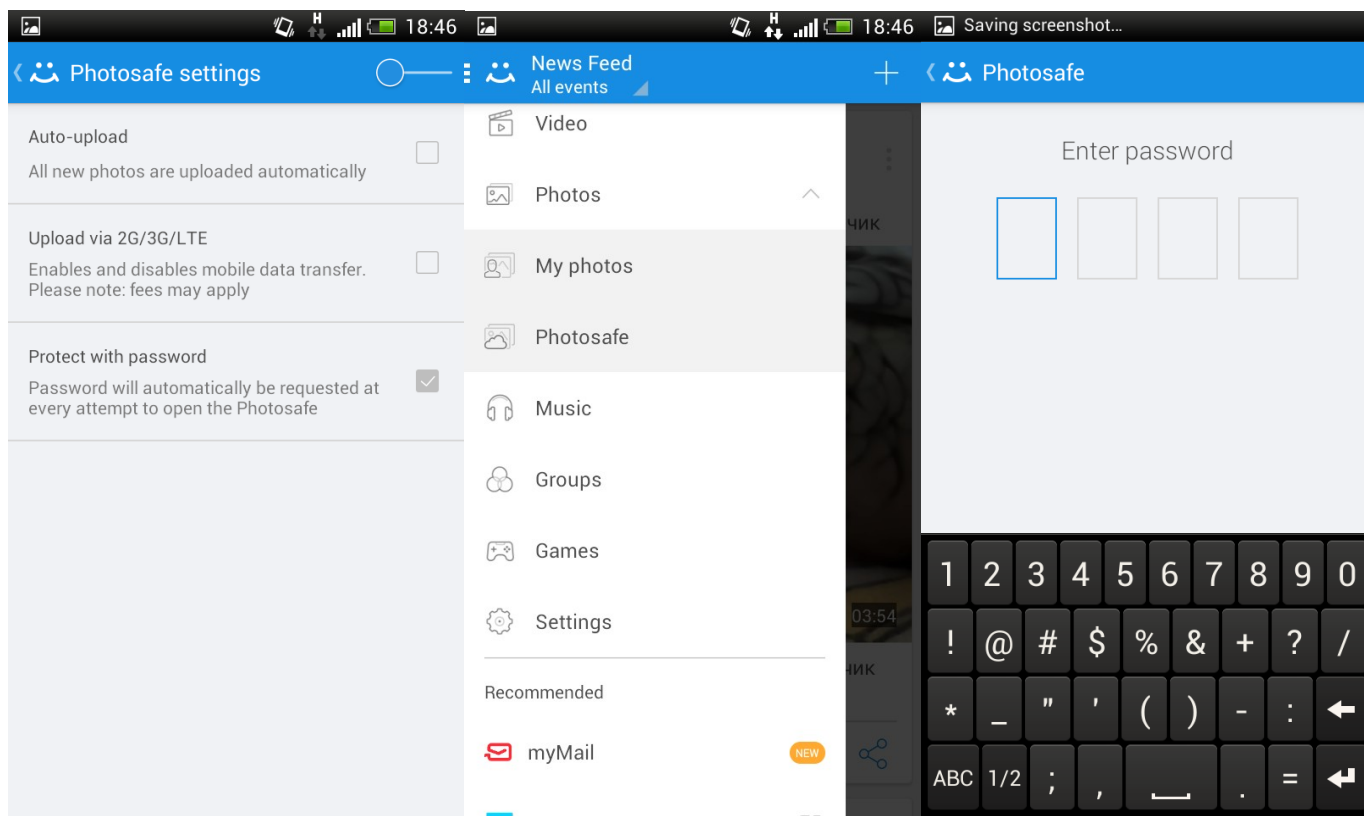 H
18:46
Photosafe settings
Auto-upload
All new photos are uploaded automatically
Upload via 2G/3G/LTE
Enables and disables mobile data transfer.
Please note: fees may apply
Protect with password
Password will automatically be requested at
every attempt to open the Photosafe
H
18:46
News Feed
All events
Video
Photos
чик
My photos
Photosafe
Music
Groups
Games
03:54
Settings
чик
Recommended
myMail
NEW
Saving screenshot...
Photosafe
Enter password
1 2 3 4 5 6 7 8 9 0
! @ # $ % & + ? /
* _ " ' ( ) - :
ABC 1/2 ; , . =